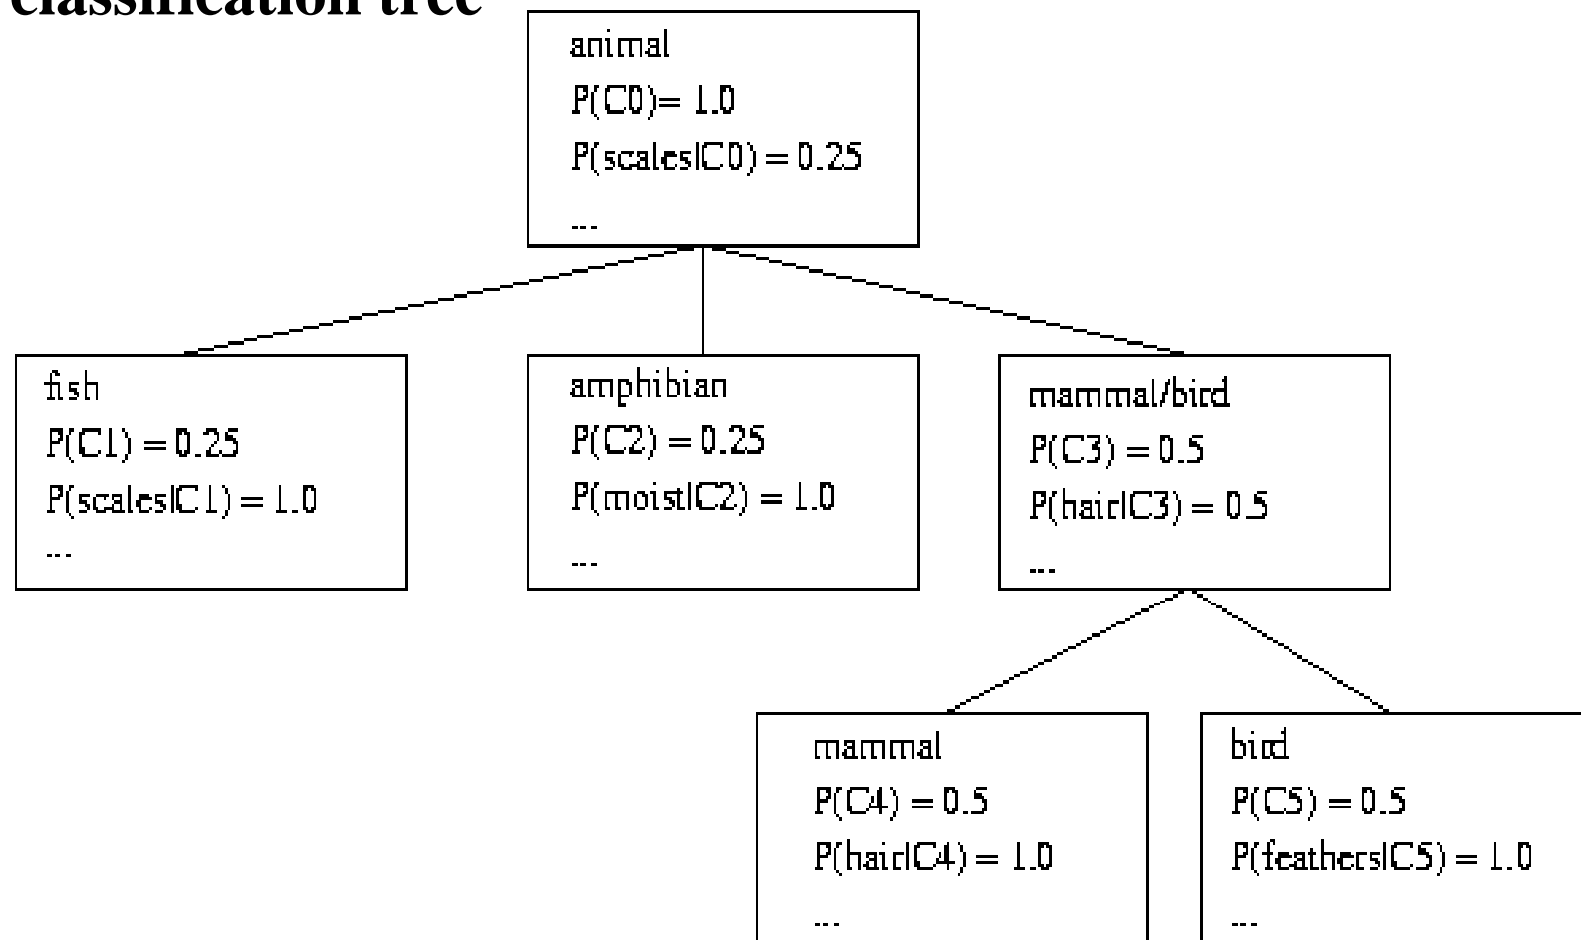 classification tree
animal
P(C0)= 1.0
P(scales|C0) = 0.25
...
fish
P(C1) = 0.25
P(scales|C1) = 1.0
...
amphibian
P(C2) = 0.25
P(moist|C2) = 1.0
...
mammal/bird
P(C3) = 0.5
P(hair|C3) = 0.5
...
mammal
P(C4) = 0.5
P(hair|C4) = 1.0
...
bird
P(C5) = 0.5
P(feathers|C5) = 1.0
...